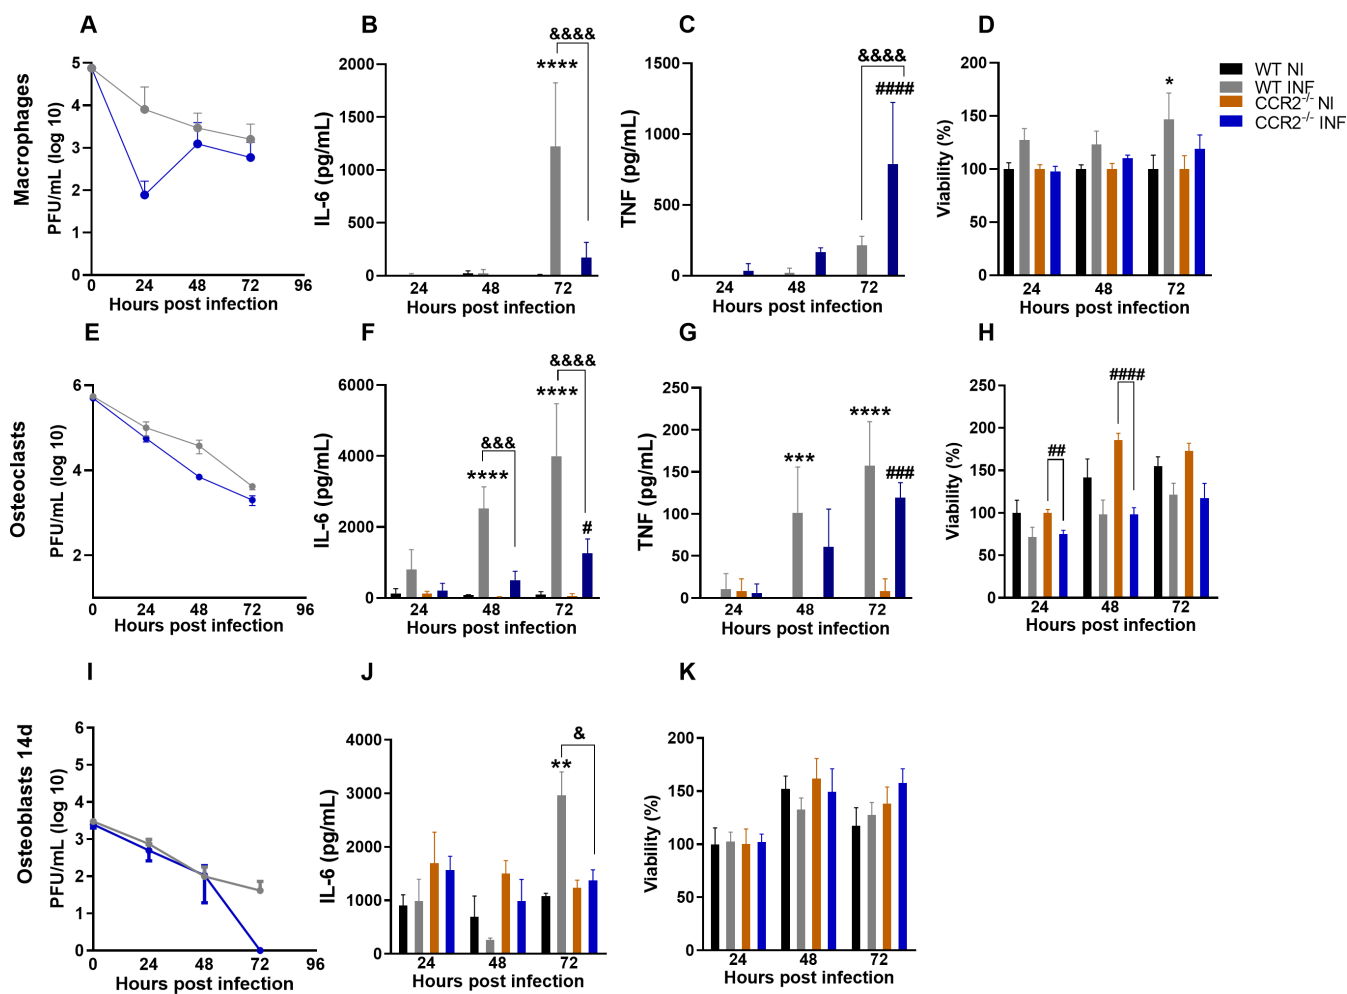 A
B
C
D
Macrophages
PFU/mL (log 10)
5
4
3
2
1
0
0 24 48 72 96
Hours post infection
IL-6 (pg/mL)
2000
1500
1000
500
0
&&&&
****
24 48 72
Hours post infection
TNF (pg/mL)
1500
1000
500
0
&&&&
####
24 48 72
Hours post infection
Viability (%)
200
150
100
50
0
*
24 48 72
Hours post infection
WT NI
WT INF
CCR2-/- NI
CCR2-/- INF
E
F
G
H
Osteoclasts
PFU/mL (log 10)
6
4
2
0 24 48 72 96
Hours post infection
IL-6 (pg/mL)
6000
4000
2000
0
&&&&
****
&&&
****
#
24 48 72
Hours post infection
TNF (pg/mL)
250
200
150
100
50
0
****
***
###
24 48 72
Hours post infection
Viability (%)
250
200
150
100
50
0
####
##
24 48 72
Hours post infection
I
J
K
Osteoblasts 14d
PFU/mL (log 10)
6
5
4
3
2
1
0
0 24 48 72 96
Hours post infection
IL-6 (pg/mL)
4000
3000
2000
1000
0
&
**
24 48 72
Hours post infection
Viability (%)
200
150
100
50
0
24 48 72
Hours post infection